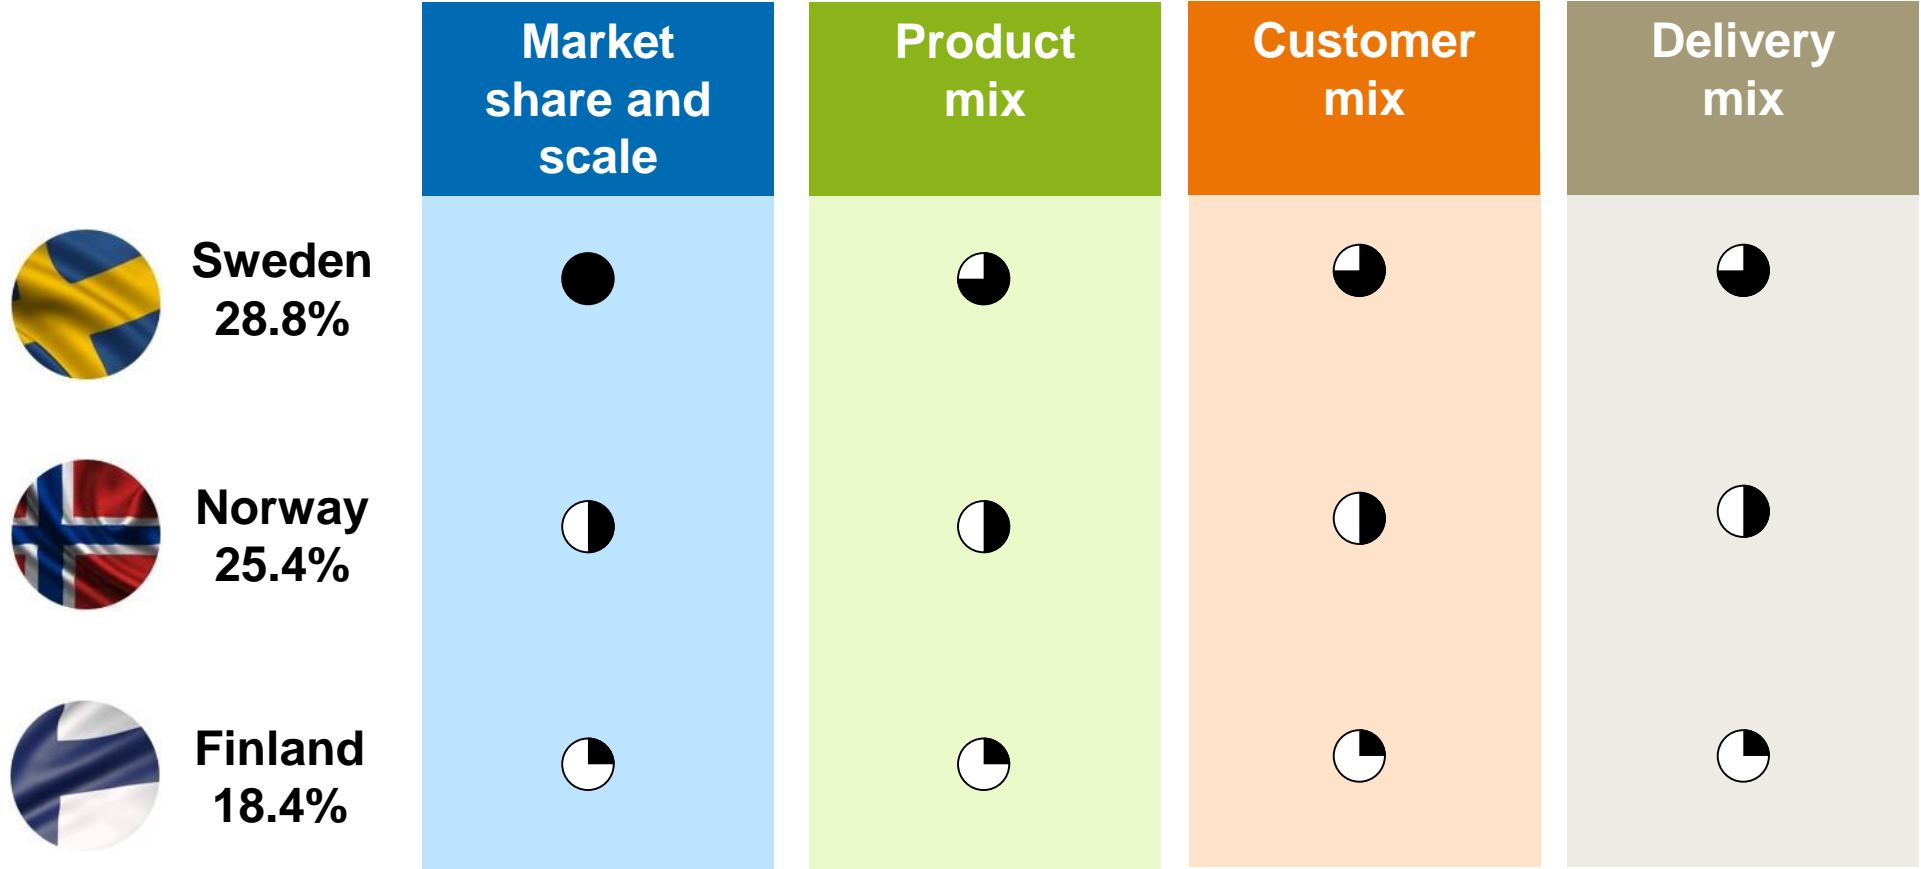 Market
share and
scale
Product
mix
Customer
mix
Delivery
mix
Sweden
28.8%
Norway
25.4%
Finland
18.4%